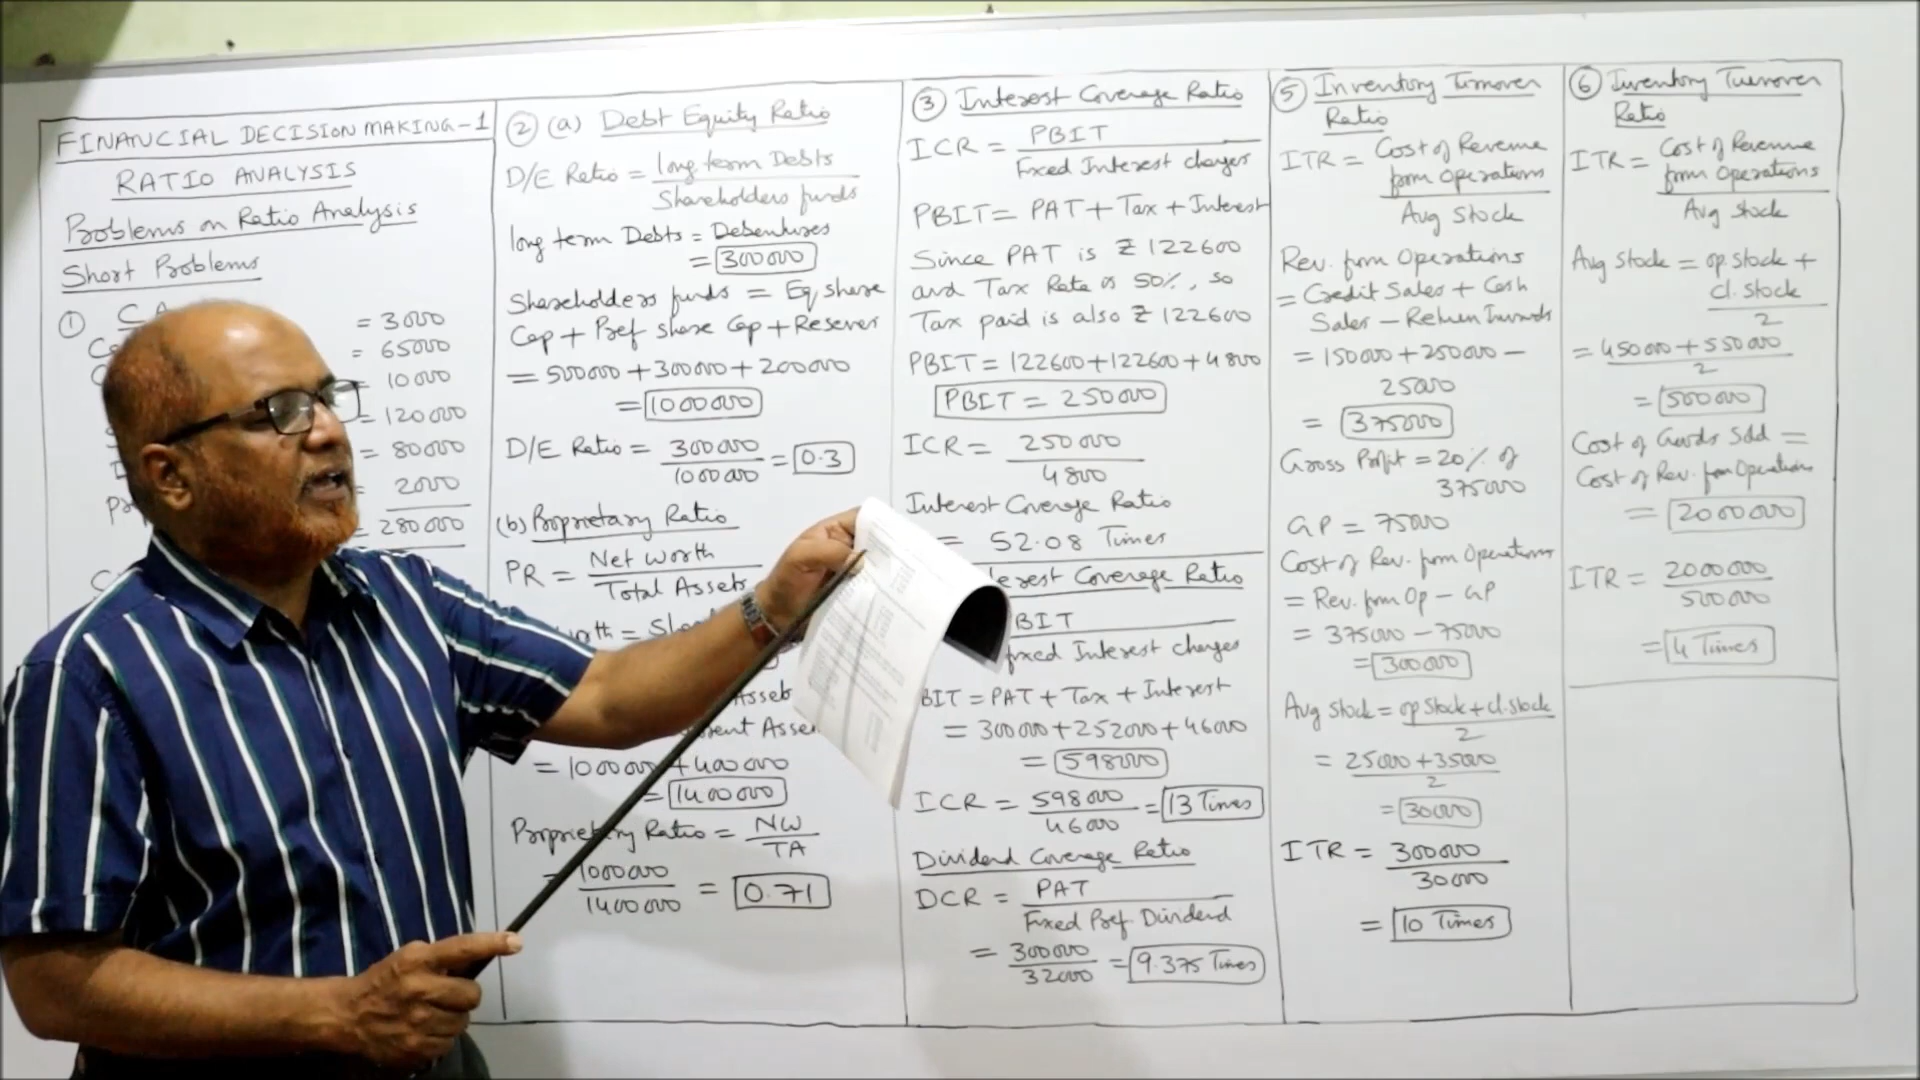 FINANCIAL DECISION MAKING-1
RATIO ANALYSIS
Problems on Ratio Analysis
Short Problems
① C A
= 3000
= 65000
= 10000
= 120000
= 80000
= 2000
= 280000
② (a) Debt Equity Ratio
D/E Ratio = long term Debts
Shareholders funds
long term Debts = Debentures
= 300000
Shareholders funds = Eq share
Cap + Pref share Cap + Reserves
= 500000 + 300000 + 200000
= 1000000
D/E Ratio = 300000
1000000 = 0.3
(b) Proprietary Ratio
PR = Net Worth
Total Assets
Assets
= 1000000 + 400000
= 1400000
Proprietary Ratio = NW
TA
= 1000000
1400000 = 0.71
③ Interest Coverage Ratio
ICR = PBIT
Fixed Interest charges
PBIT = PAT + Tax + Interest
Since PAT is ₹ 122600
and Tax Rate is 50%, so
Tax paid is also ₹ 122600
PBIT = 122600 + 122600 + 4800
PBIT = 250000
ICR = 250000
4800
Interest Coverage Ratio
= 52.08 Times
Coverage Ratio
Interest charges
= PAT + Tax + Interest
= 300000 + 252000 + 46000
= 598000
ICR = 598000
46000 = 13 Times
Dividend Coverage Ratio
DCR = PAT
Fixed Pref Dividend
= 300000
32000 = 9.375 Times
⑤ Inventory Turnover
Ratio
ITR = Cost of Revenue
from Operations
Avg Stock
Rev. from Operations
= Credit Sales + Cash
Sales - Return Inwards
= 150000 + 250000 -
25000
= 375000
Gross Profit = 20% of
375000
GP = 75000
Cost of Rev. from Operations
= Rev. from Op - GP
= 375000 - 75000
= 300000
Avg Stock = op stock + cl. stock
2
= 25000 + 35000
2
= 30000
ITR = 300000
30000
= 10 Times
⑥ Inventory Turnover
Ratio
ITR = Cost of Revenue
from Operations
Avg Stock
Avg Stock = op stock +
cl. stock
2
= 450000 + 550000
2
= 500000
Cost of Goods Sold =
Cost of Rev. from Operations
= 2000000
ITR = 2000000
500000
= 4 Times